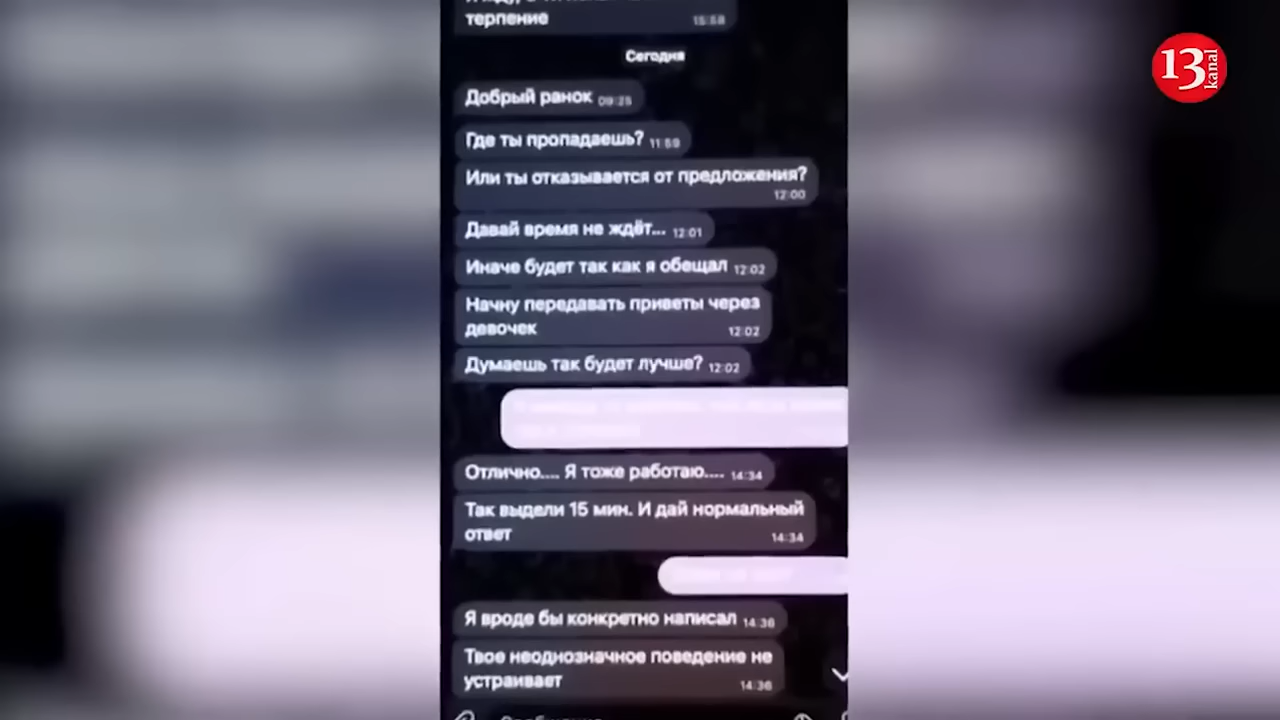 терпение
15:58
Сегодня
Добрый ранок 09:25
Где ты пропадаешь? 11:59
Или ты отказывается от предложения?
12:00
Давай время не ждёт... 12:01
Иначе будет так как я обещал 12:02
Начну передавать приветы через
девочек 12:02
Думаешь так будет лучше? 12:02
Отлично.... Я тоже работаю.... 14:34
Так выдели 15 мин. И дай нормальный
ответ 14:34
Я вроде бы конкретно написал 14:36
Твое неоднозначное поведение не
устраивает 14:36
13 kanal